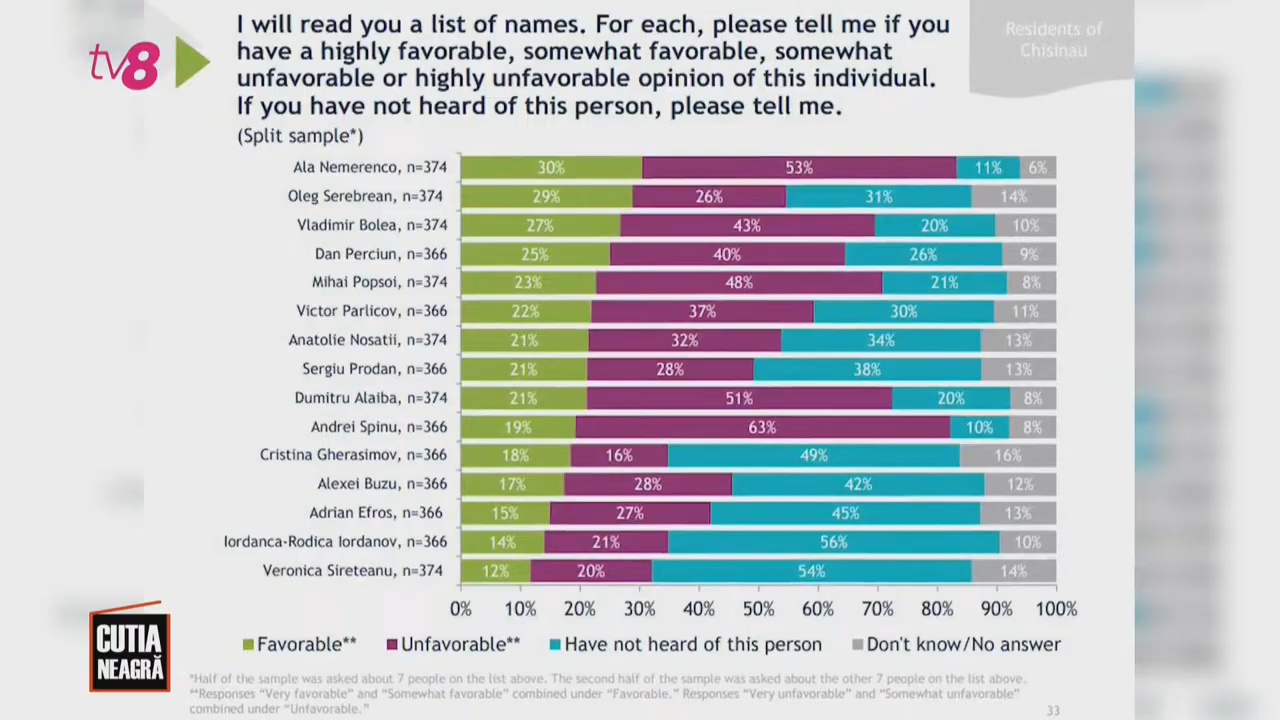 I will read you a list of names. For each, please tell me if you
have a highly favorable, somewhat favorable, somewhat
unfavorable or highly unfavorable opinion of this individual.
If you have not heard of this person, please tell me.
(Split sample*)
Residents of
Chisinau
tv8
Ala Nemerenco, n=374 30% 53% 11% 6%
Oleg Serebrean, n=374 29% 26% 31% 14%
Vladimir Bolea, n=374 27% 43% 20% 10%
Dan Perciun, n=366 25% 40% 26% 9%
Mihai Popsoi, n=374 23% 48% 21% 8%
Victor Parlicov, n=366 22% 37% 30% 11%
Anatolie Nosatii, n=374 21% 32% 34% 13%
Sergiu Prodan, n=366 21% 28% 38% 13%
Dumitru Alaiba, n=374 21% 51% 20% 8%
Andrei Spinu, n=366 19% 63% 10% 8%
Cristina Gherasimov, n=366 18% 16% 49% 16%
Alexei Buzu, n=366 17% 28% 42% 12%
Adrian Efros, n=366 15% 27% 45% 13%
Iordanca-Rodica Iordanov, n=366 14% 21% 56% 10%
Veronica Sireteanu, n=374 12% 20% 54% 14%
0% 10% 20% 30% 40% 50% 60% 70% 80% 90% 100%
Favorable** Unfavorable** Have not heard of this person Don't know/No answer
CUTIA
NEAGRĂ
*Half of the sample was asked about 7 people on the list above. The second half of the sample was asked about the other 7 people on the list above.
**Responses “Very favorable” and “Somewhat favorable” combined under “Favorable.” Responses “Very unfavorable” and “Somewhat unfavorable”
combined under “Unfavorable.”
33